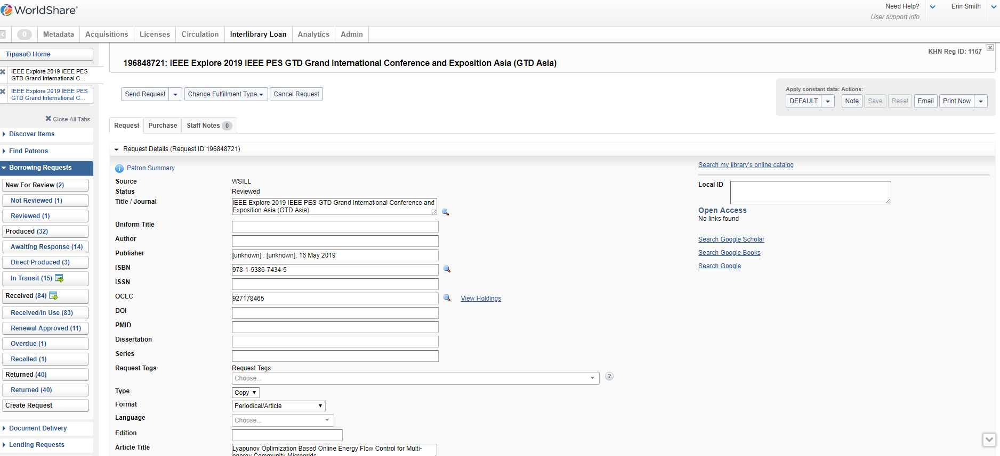 WorldShare®
Need Help?
Erin Smith
User support info
0
Metadata
Acquisitions
Licenses
Circulation
Interlibrary Loan
Analytics
Admin
Tipasa® Home
IEEE Explore 2019 IEEE PES
GTD Grand International C...
IEEE Explore 2019 IEEE PES
GTD Grand International C...
Close All Tabs
Discover Items
Find Patrons
Borrowing Requests
New For Review (2)
Not Reviewed (1)
Reviewed (1)
Produced (32)
Awaiting Response (14)
Direct Produced (3)
In Transit (15)
Received (84)
Received/In Use (83)
Renewal Approved (11)
Overdue (1)
Recalled (1)
Returned (40)
Returned (40)
Create Request
Document Delivery
Lending Requests
KHN Reg ID: 1167
196848721: IEEE Explore 2019 IEEE PES GTD Grand International Conference and Exposition Asia (GTD Asia)
Send Request
Change Fulfillment Type
Cancel Request
Apply constant data: Actions:
DEFAULT
Note
Save
Reset
Email
Print Now
Request
Purchase
Staff Notes 0
Request Details (Request ID 196848721)
Patron Summary
Source WSILL
Status Reviewed
Title / Journal IEEE Explore 2019 IEEE PES GTD Grand International Conference and
Exposition Asia (GTD Asia)
Uniform Title
Author
Publisher [unknown] : [unknown], 16 May 2019
ISBN 978-1-5386-7434-5
ISSN
OCLC 927178465 View Holdings
DOI
PMID
Dissertation
Series
Request Tags Request Tags
Choose... ?
Type Copy
Format Periodical/Article
Language Choose...
Edition
Article Title Lyapunov Optimization Based Online Energy Flow Control for Multi-
energy Community Microgrids
Search my library's online catalog
Local ID
Open Access
No links found
Search Google Scholar
Search Google Books
Search Google